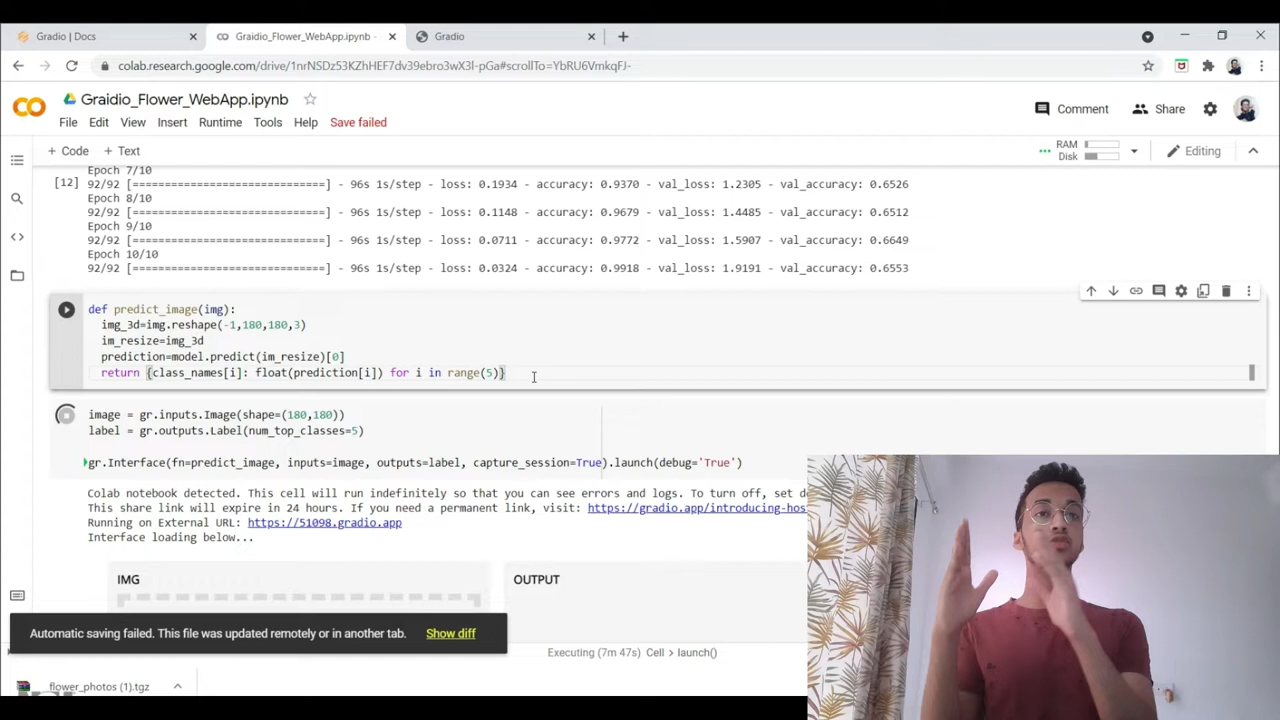 Gradio | Docs
Graidio_Flower_WebApp.ipynb -
Gradio
colab.research.google.com/drive/1nrNSDz53KZhHEF7dv39ebro3wX3l-pGa#scrollTo=YbRU6VmkqFJ-
Graidio_Flower_WebApp.ipynb
Comment
Share
File Edit View Insert Runtime Tools Help Save failed
+ Code + Text
RAM
Disk
Editing
Epoch 7/10
[12] 92/92 [==============================] - 96s 1s/step - loss: 0.1934 - accuracy: 0.9370 - val_loss: 1.2305 - val_accuracy: 0.6526
Epoch 8/10
92/92 [==============================] - 96s 1s/step - loss: 0.1148 - accuracy: 0.9679 - val_loss: 1.4485 - val_accuracy: 0.6512
Epoch 9/10
92/92 [==============================] - 96s 1s/step - loss: 0.0711 - accuracy: 0.9772 - val_loss: 1.5907 - val_accuracy: 0.6649
Epoch 10/10
92/92 [==============================] - 96s 1s/step - loss: 0.0324 - accuracy: 0.9918 - val_loss: 1.9191 - val_accuracy: 0.6553
def predict_image(img):
img_3d=img.reshape(-1,180,180,3)
im_resize=img_3d
prediction=model.predict(im_resize)[0]
return {class_names[i]: float(prediction[i]) for i in range(5)}
image = gr.inputs.Image(shape=(180,180))
label = gr.outputs.Label(num_top_classes=5)
gr.Interface(fn=predict_image, inputs=image, outputs=label, capture_session=True).launch(debug='True')
Colab notebook detected. This cell will run indefinitely so that you can see errors and logs. To turn off, set de
This share link will expire in 24 hours. If you need a permanent link, visit: https://gradio.app/introducing-hos
Running on External URL: https://51098.gradio.app
Interface loading below...
IMG
OUTPUT
Automatic saving failed. This file was updated remotely or in another tab. Show diff
Executing (7m 47s) Cell > launch()
flower_photos (1).tgz